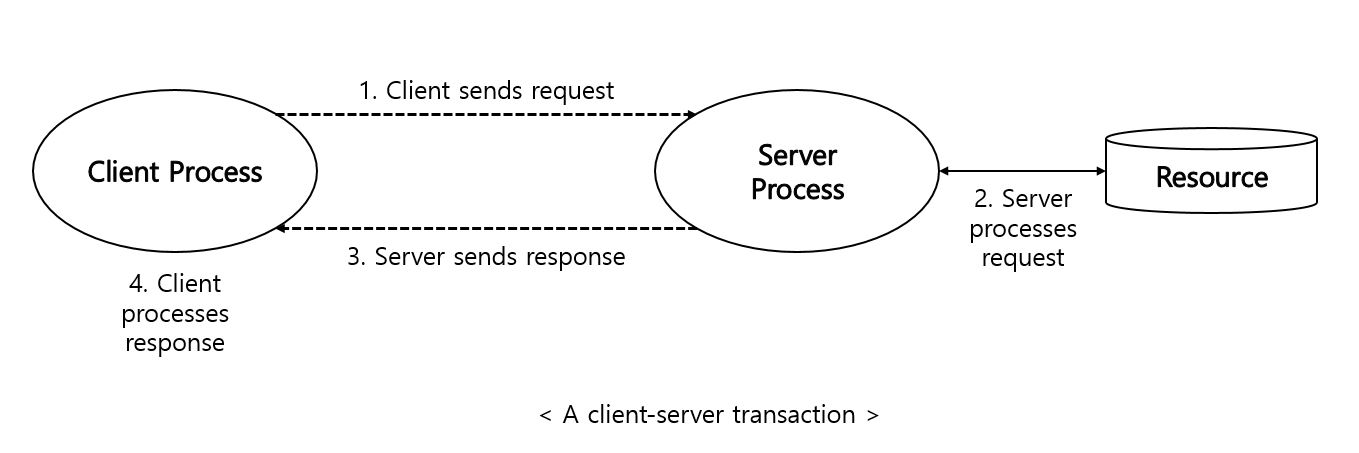 1. Client sends request
Client Process
Server
Process
Resource
2. Server
processes
request
3. Server sends response
4. Client
processes
response
< A client-server transaction >